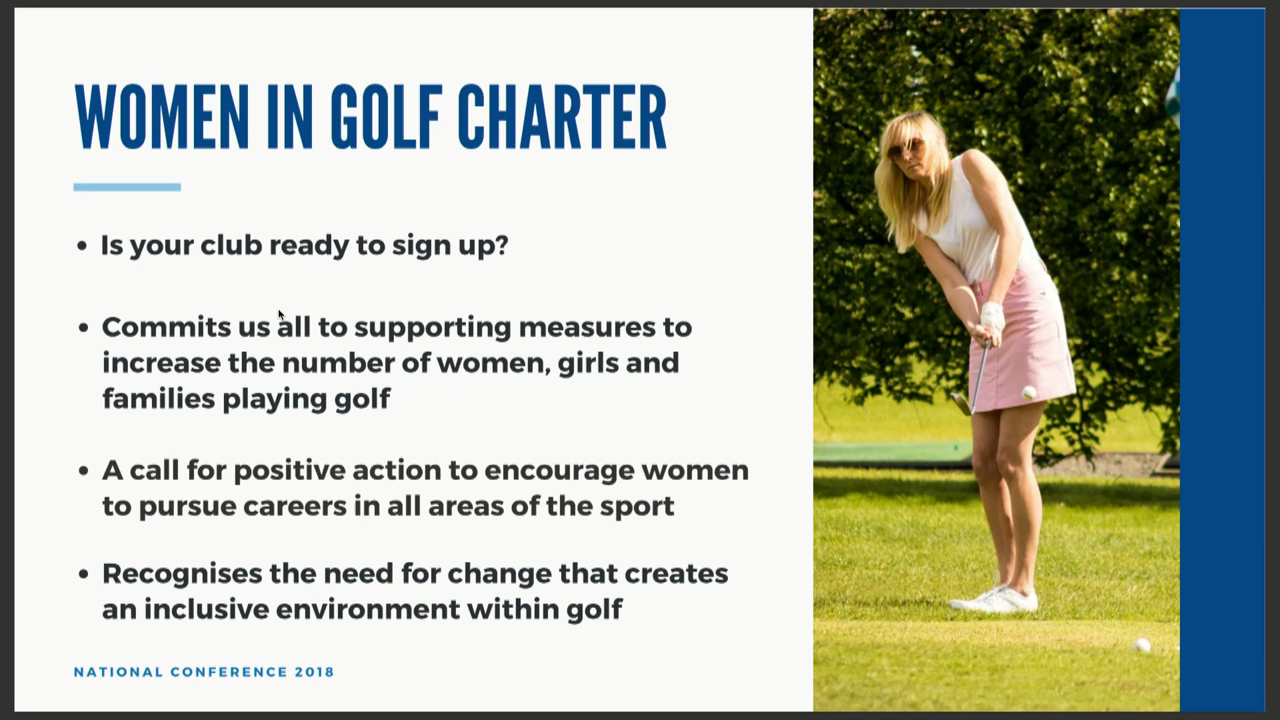 WOMEN IN GOLF CHARTER
• Is your club ready to sign up?
• Commits us all to supporting measures to
increase the number of women, girls and
families playing golf
• A call for positive action to encourage women
to pursue careers in all areas of the sport
• Recognises the need for change that creates
an inclusive environment within golf
NATIONAL CONFERENCE 2018